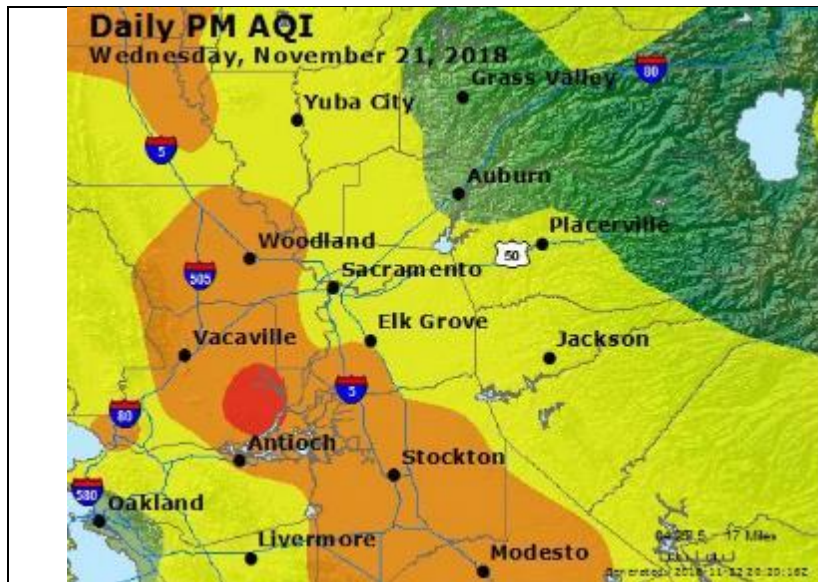 Daily PM AQI
Wednesday, November 21, 2018
Grass Valley
80
Yuba City
5
Auburn
Placerville
Woodland
50
505
Sacramento
Elk Grove
Vacaville
Jackson
5
80
Antioch
Stockton
580
Oakland
Livermore
Modesto
17 Miles